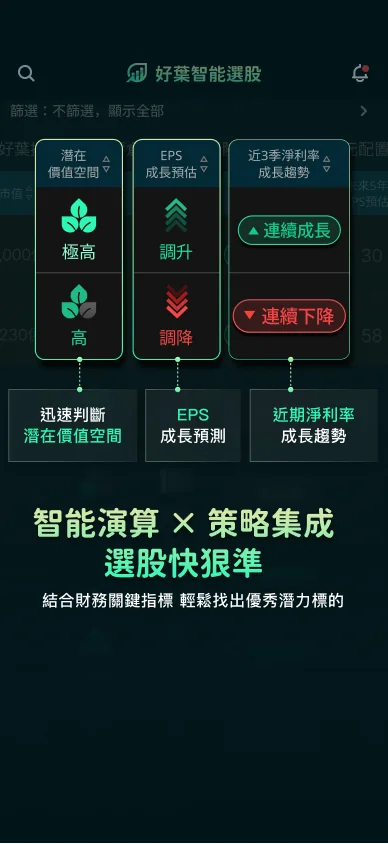 好葉智能選股
篩選：不篩選，顯示全部
潛在
價值空間
EPS
成長預估
近3季淨利率
成長趨勢
極高
調升
連續成長
高
調降
連續下降
迅速判斷
潛在價值空間
EPS
成長預測
近期淨利率
成長趨勢
智能演算 × 策略集成
選股快狠準
結合財務關鍵指標 輕鬆找出優秀潛力標的